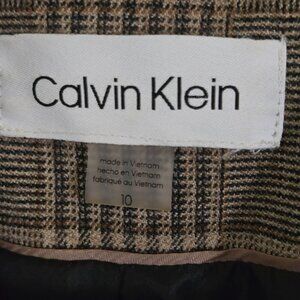 Calvin Klein
made in Vietnam
hecho en Vietnam
fabriqué au Vietnam
10